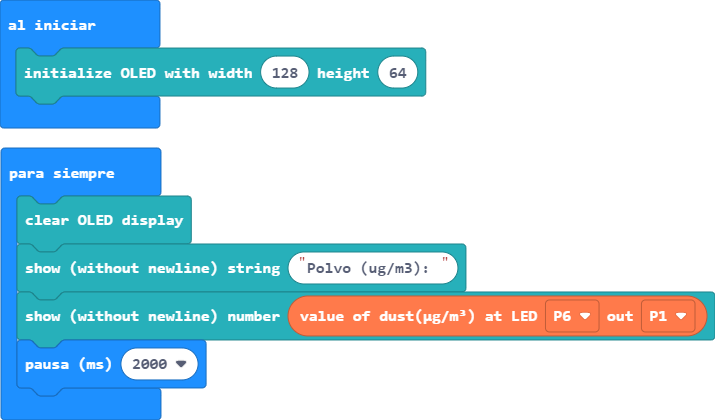 al iniciar
initialize OLED with width 128 height 64
para siempre
clear OLED display
show (without newline) string "Polvo (ug/m3): "
show (without newline) number value of dust(μg/m³) at LED P6 out P1
pausa (ms) 2000